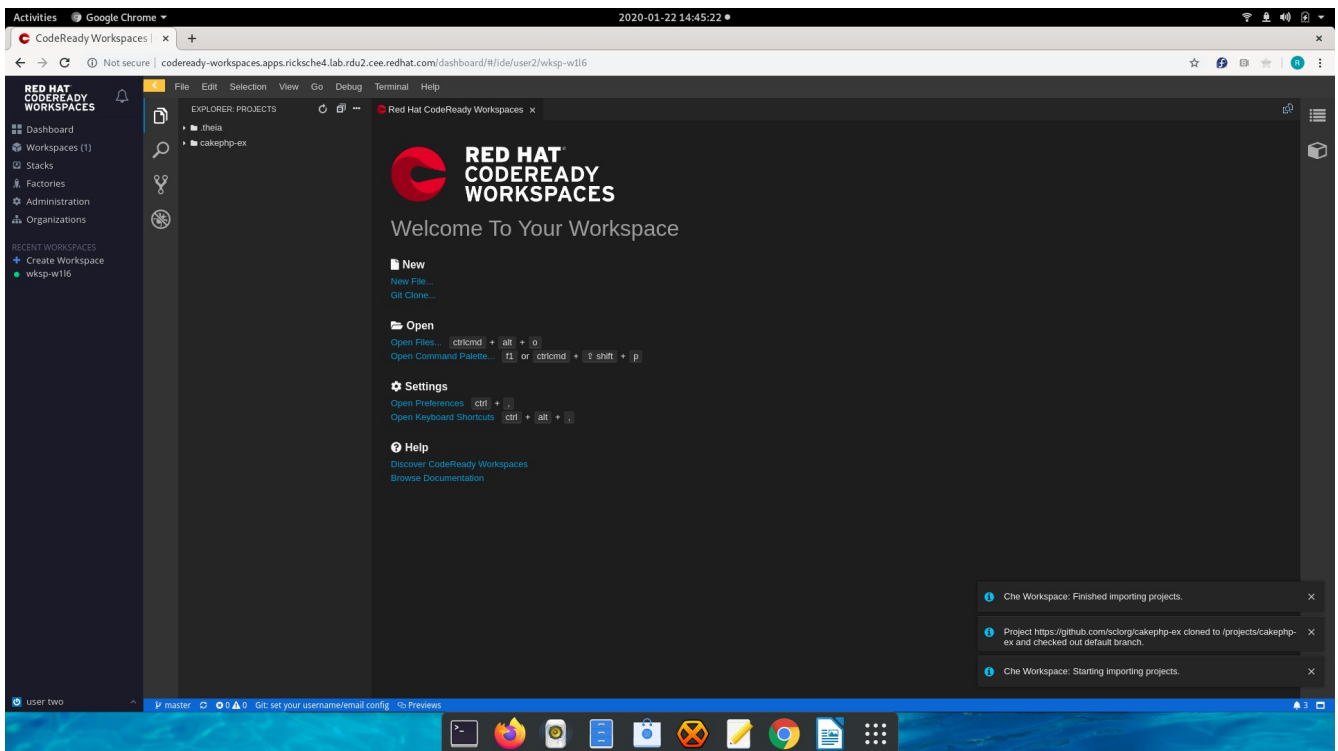 Activities Google Chrome 2020-01-22 14:45:22
CodeReady Workspaces
Not secure | codeready-workspaces.apps.ricksche4.lab.rdu2.cee.redhat.com/dashboard/#/ide/user2/wksp-w1l6
RED HAT
CODEREADY
WORKSPACES
Dashboard
Workspaces (1)
Stacks
Factories
Administration
Organizations
RECENT WORKSPACES
+ Create Workspace
wksp-w1l6
user two
File Edit Selection View Go Debug Terminal Help
EXPLORER: PROJECTS
.theia
cakephp-ex
Red Hat CodeReady Workspaces
RED HAT
CODEREADY
WORKSPACES
Welcome To Your Workspace
New
New File...
Git Clone...
Open
Open Files... ctrlcmd + alt + o
Open Command Palette... f1 or ctrlcmd + ⇧ shift + p
Settings
Open Preferences ctrl + ,
Open Keyboard Shortcuts ctrl + alt + ,
Help
Discover CodeReady Workspaces
Browse Documentation
Che Workspace: Finished importing projects.
Project https://github.com/sclorg/cakephp-ex cloned to /projects/cakephp-
ex and checked out default branch.
Che Workspace: Starting importing projects.
master 0 0 Git: set your username/email config Previews 3